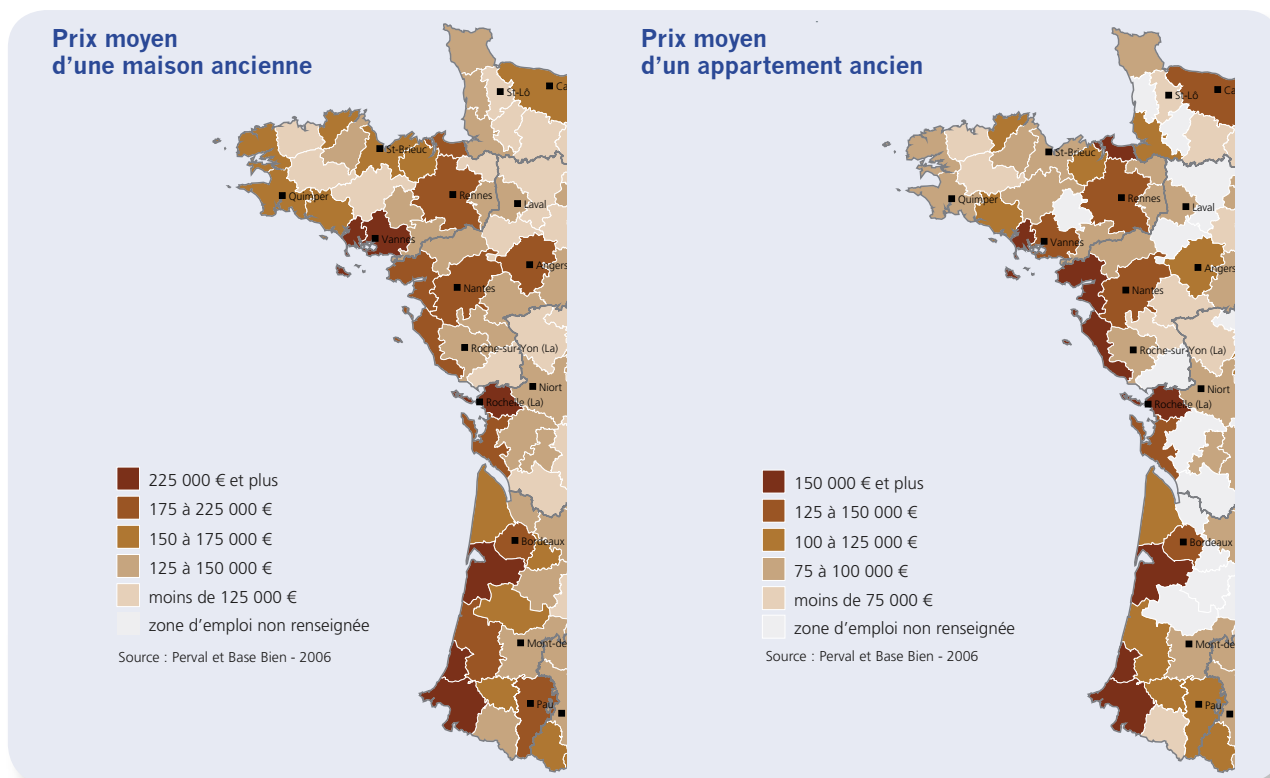 Prix moyen
d'une maison ancienne
St-Lô
Ca
St-Brieuc
Quimper
Rennes
Laval
Vannes
Angers
Nantes
Roche-sur-Yon (La)
Niort
Rochelle (La)
Bordeaux
Mont-de
Pau
225 000 € et plus
175 à 225 000 €
150 à 175 000 €
125 à 150 000 €
moins de 125 000 €
zone d'emploi non renseignée
Source : Perval et Base Bien - 2006
Prix moyen
d'un appartement ancien
St-Lô
Ca
St-Brieuc
Quimper
Rennes
Laval
Vannes
Angers
Nantes
Roche-sur-Yon (La)
Niort
Rochelle (La)
Bordeaux
Mont-de
Pau
150 000 € et plus
125 à 150 000 €
100 à 125 000 €
75 à 100 000 €
moins de 75 000 €
zone d'emploi non renseignée
Source : Perval et Base Bien - 2006